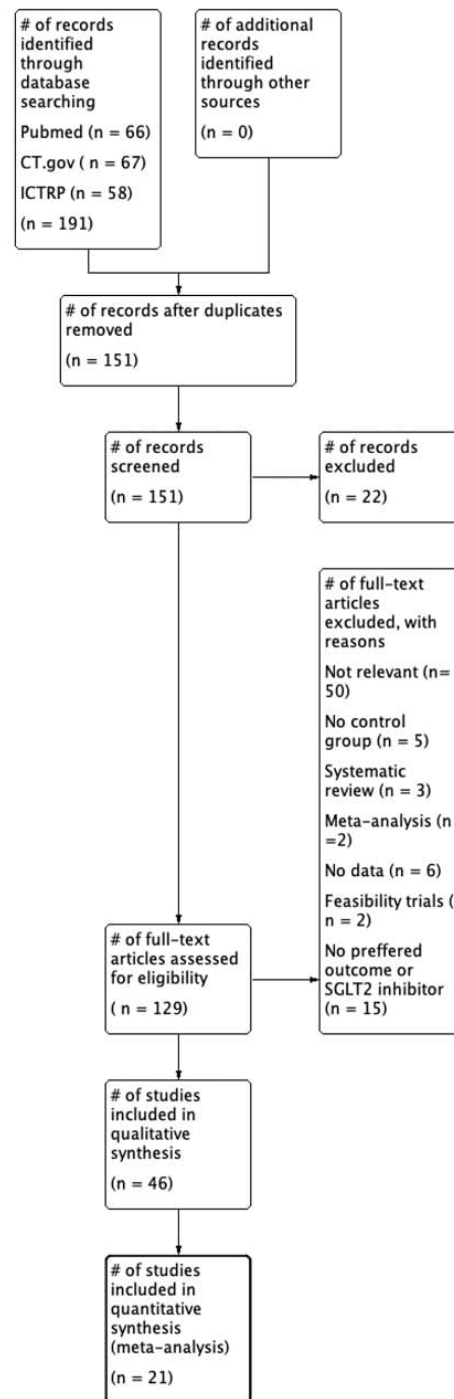 # of records
identified
through
database
searching
Pubmed (n = 66)
CT.gov ( n = 67)
ICTRP (n = 58)
(n = 191)
# of additional
records
identified
through other
sources
(n = 0)
# of records after duplicates
removed
(n = 151)
# of records
screened
(n = 151)
# of records
excluded
(n = 22)
# of full-text
articles
excluded, with
reasons
Not relevant (n=
50)
No control
group (n = 5)
Systematic
review (n = 3)
Meta-analysis (n
=2)
No data (n = 6)
Feasibility trials (
n = 2)
No preffered
outcome or
SGLT2 inhibitor
(n = 15)
# of full-text
articles assessed
for eligibility
( n = 129)
# of studies
included in
qualitative
synthesis
(n = 46)
# of studies
included in
quantitative
synthesis
(meta-analysis)
(n = 21)